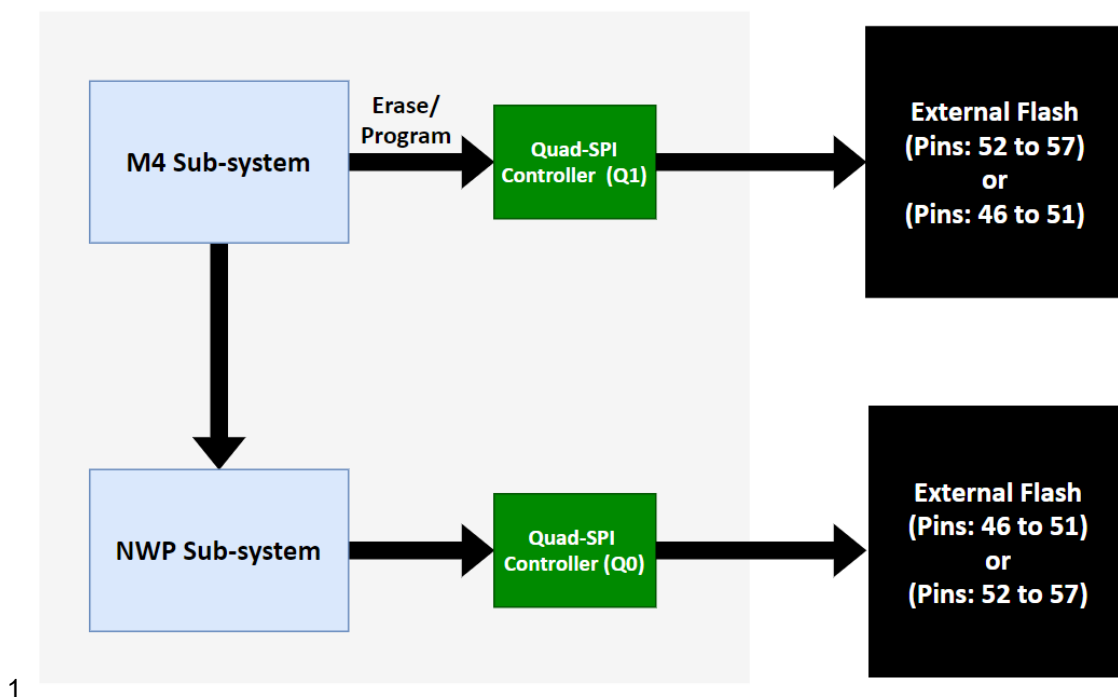 Erase/
Program
M4 Sub-system
Quad-SPI
Controller (Q1)
External Flash
(Pins: 52 to 57)
or
(Pins: 46 to 51)
NWP Sub-system
Quad-SPI
Controller (Q0)
External Flash
(Pins: 46 to 51)
or
(Pins: 52 to 57)
1